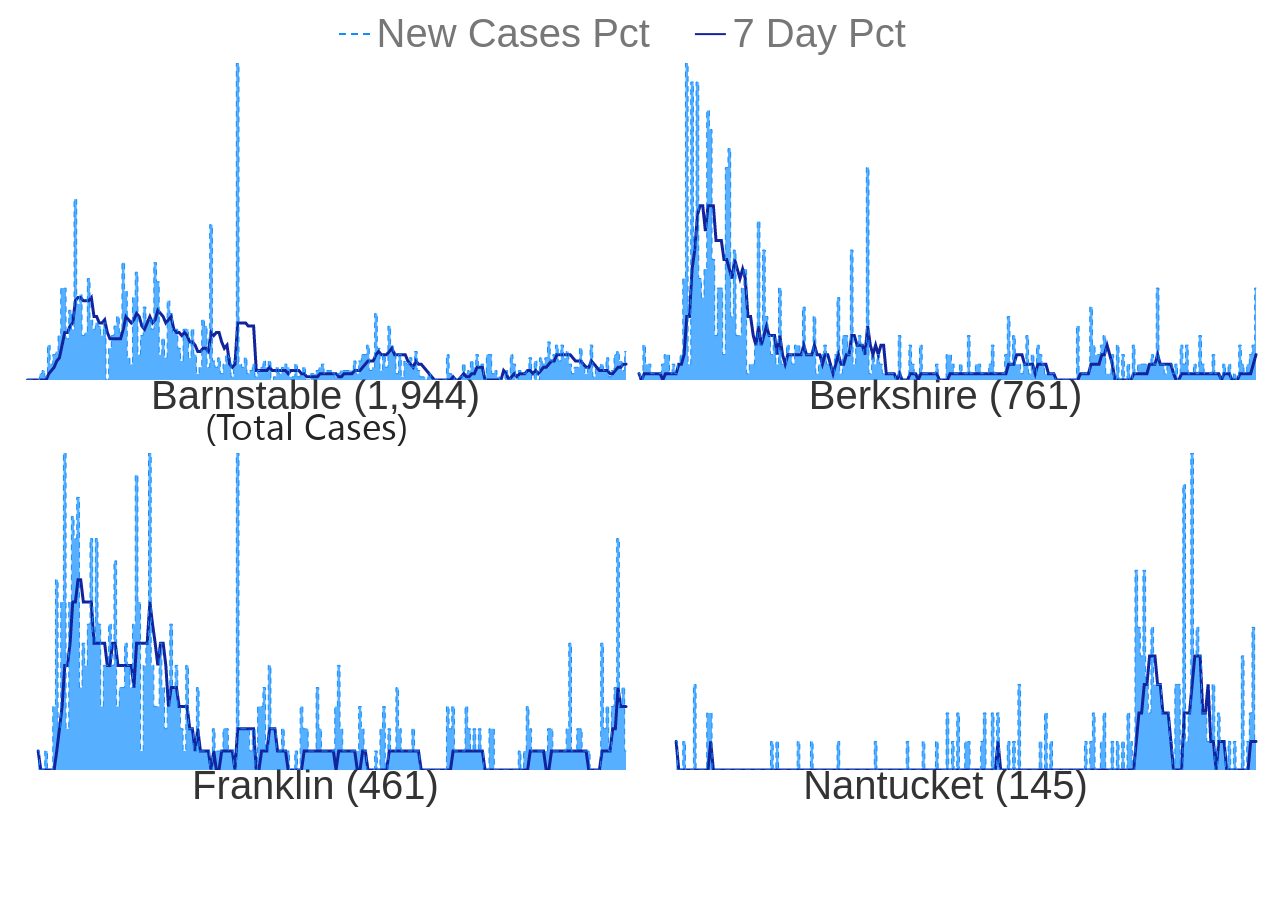 New Cases Pct 7 Day Pct
Barnstable (1,944) Berkshire (761)
(Total Cases)
Franklin (461) Nantucket (145)